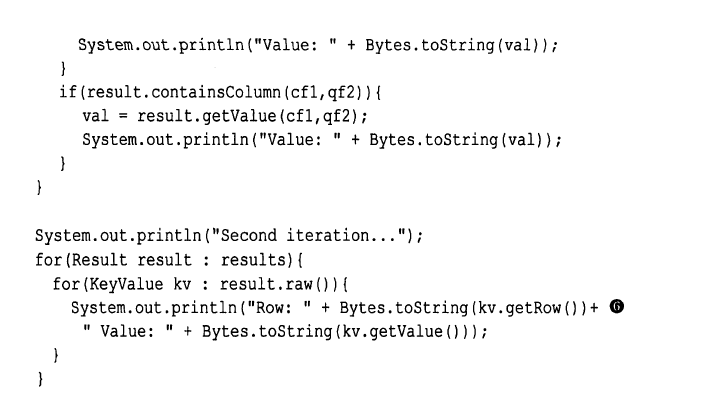 System.out.println("Value: " + Bytes.toString(val));
}
if(result.containsColumn(cf1,qf2)){
val = result.getValue(cf1,qf2);
System.out.println("Value: " + Bytes.toString(val));
}
}
System.out.println("Second iteration...");
for(Result result : results){
for(KeyValue kv : result.raw()){
System.out.println("Row: " + Bytes.toString(kv.getRow())+ ❻
" Value: " + Bytes.toString(kv.getValue()));
}
}